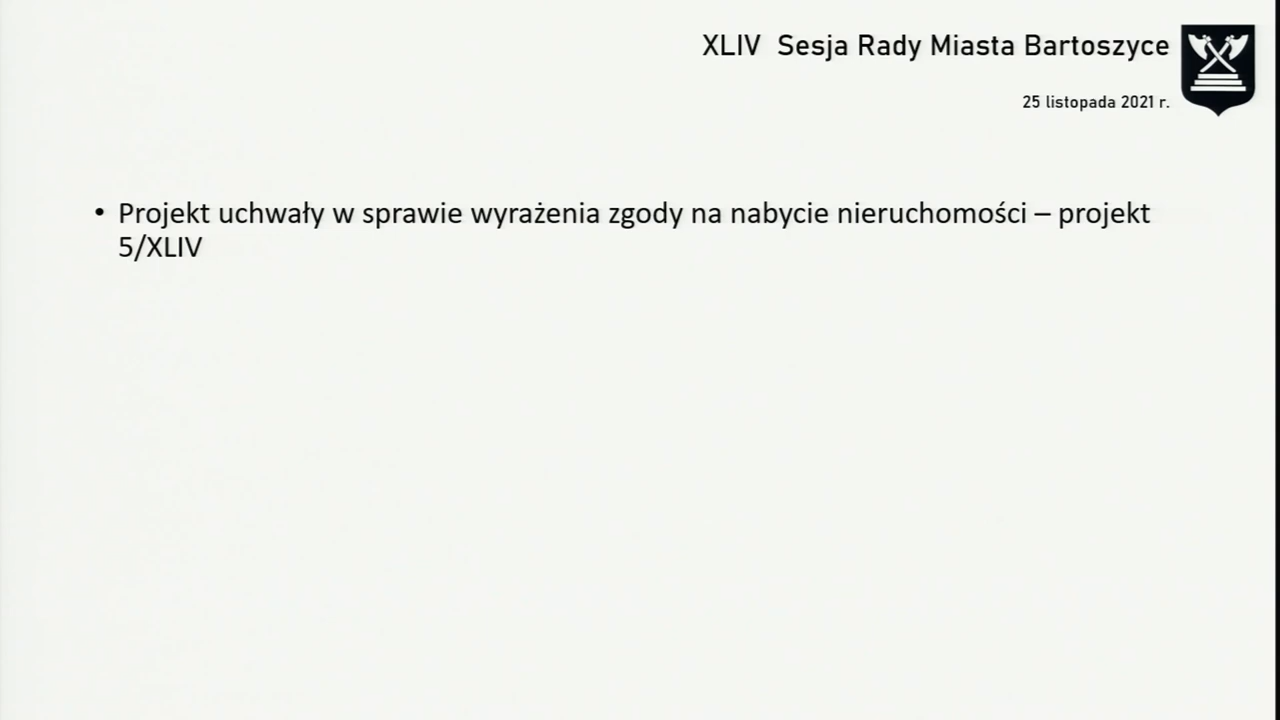 XLIV Sesja Rady Miasta Bartoszyce
25 listopada 2021 r.
• Projekt uchwały w sprawie wyrażenia zgody na nabycie nieruchomości – projekt
5/XLIV